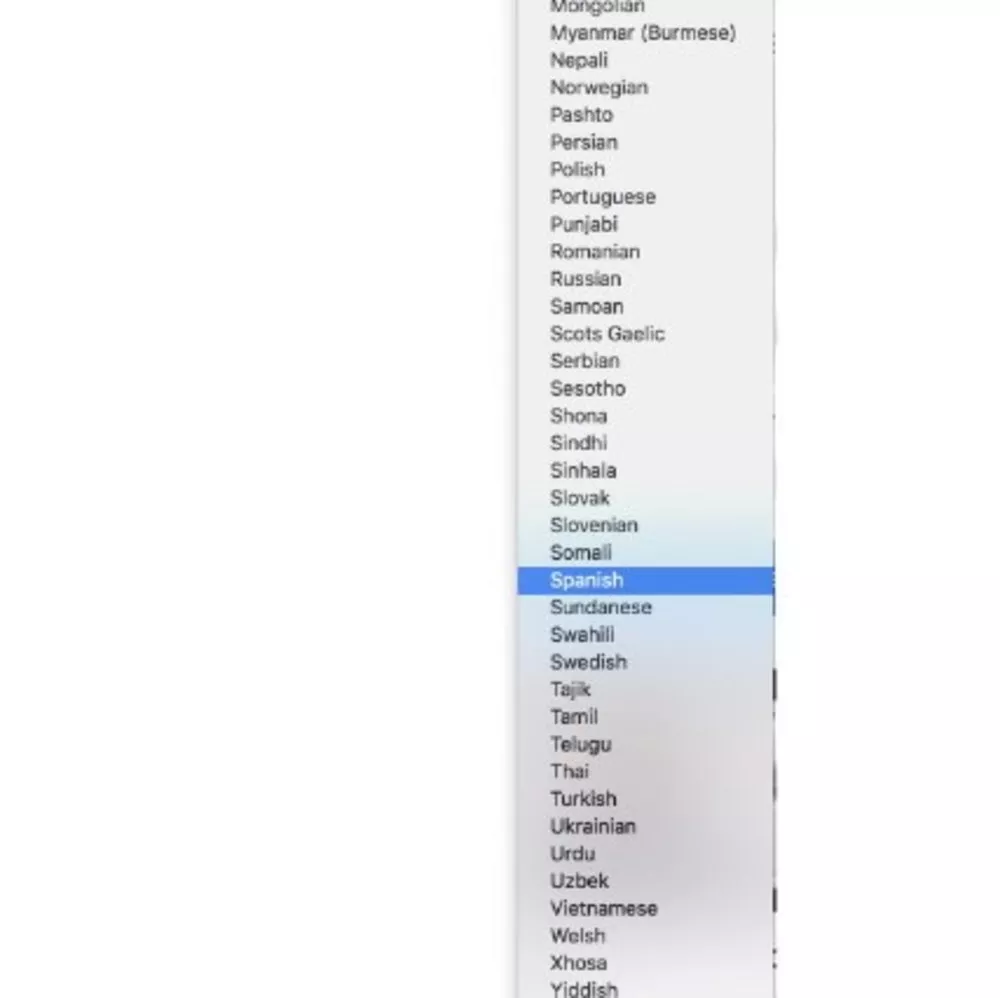 Mongolian
Myanmar (Burmese)
Nepali
Norwegian
Pashto
Persian
Polish
Portuguese
Punjabi
Romanian
Russian
Samoan
Scots Gaelic
Serbian
Sesotho
Shona
Sindhi
Sinhala
Slovak
Slovenian
Somali
Spanish
Sundanese
Swahili
Swedish
Tajik
Tamil
Telugu
Thai
Turkish
Ukrainian
Urdu
Uzbek
Vietnamese
Welsh
Xhosa
Yiddish